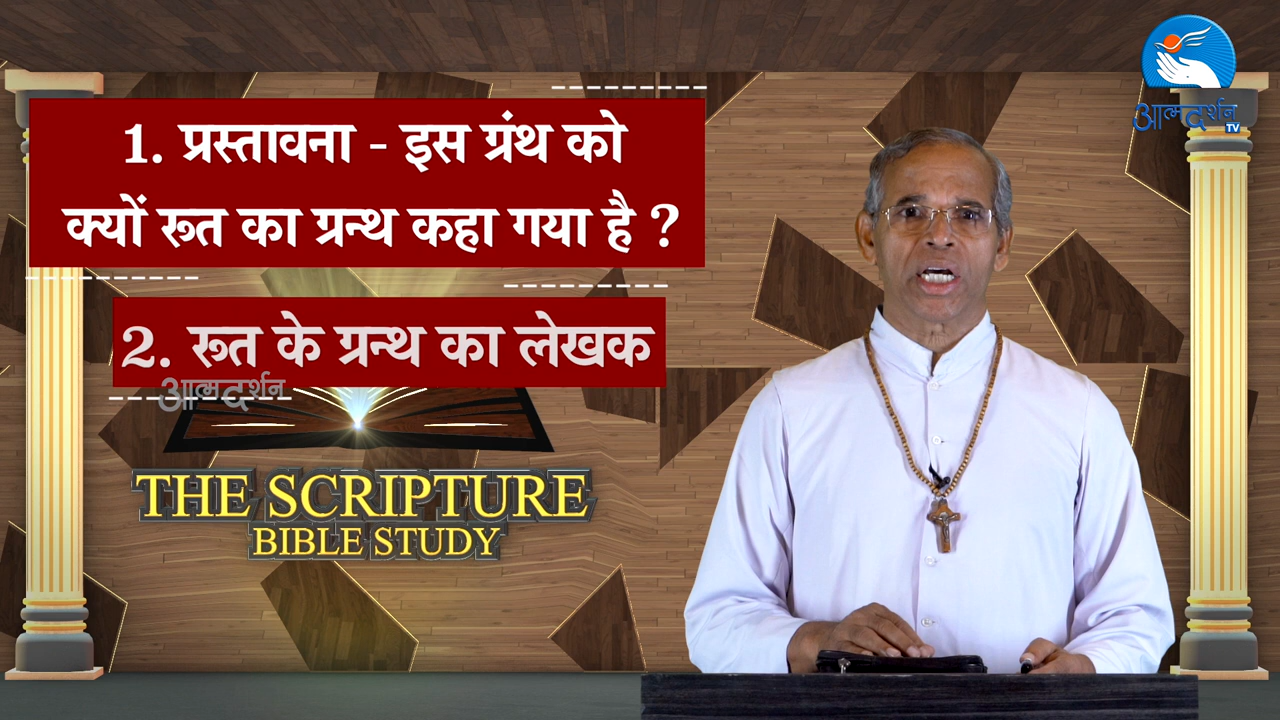 1. प्रस्तावना - इस ग्रंथ को
क्यों रूत का ग्रन्थ कहा गया है ?
2. रूत के ग्रन्थ का लेखक
आत्मदर्शन
THE SCRIPTURE
BIBLE STUDY
आत्मदर्शन
TV